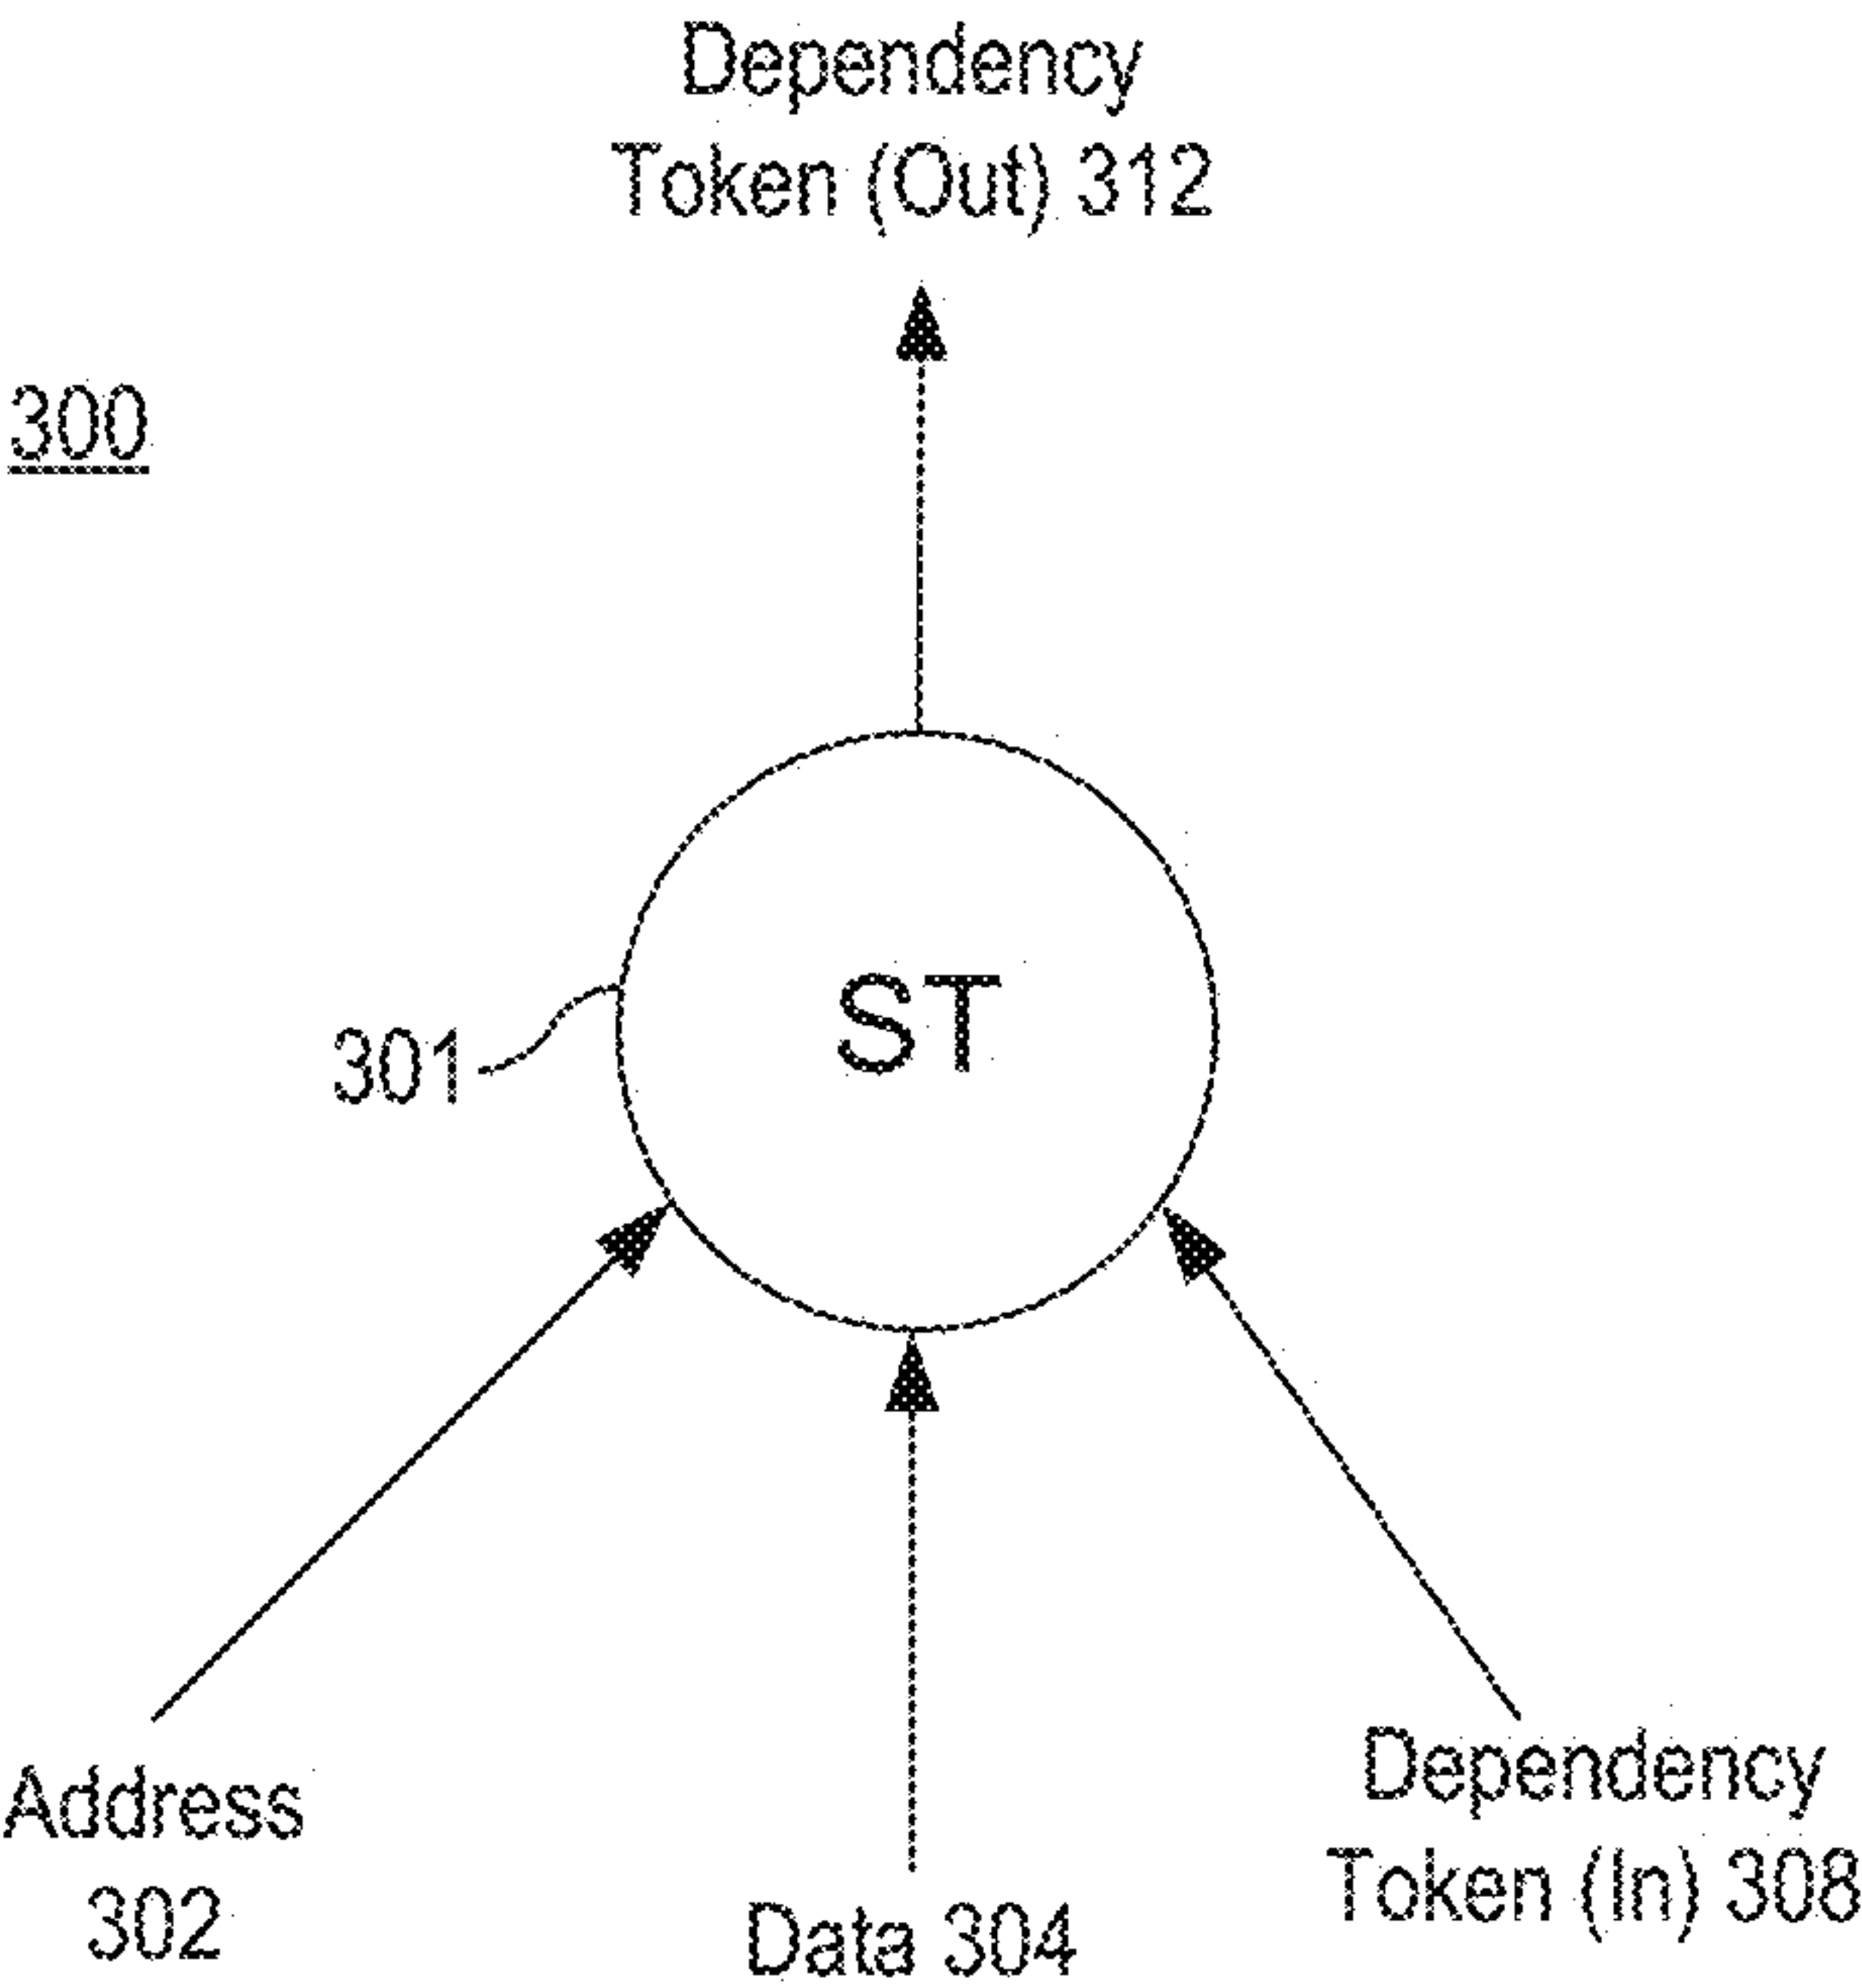 Dependency
Token (Out) 312
300
ST
301
Address
302
Data 304
Dependency
Token (In) 308